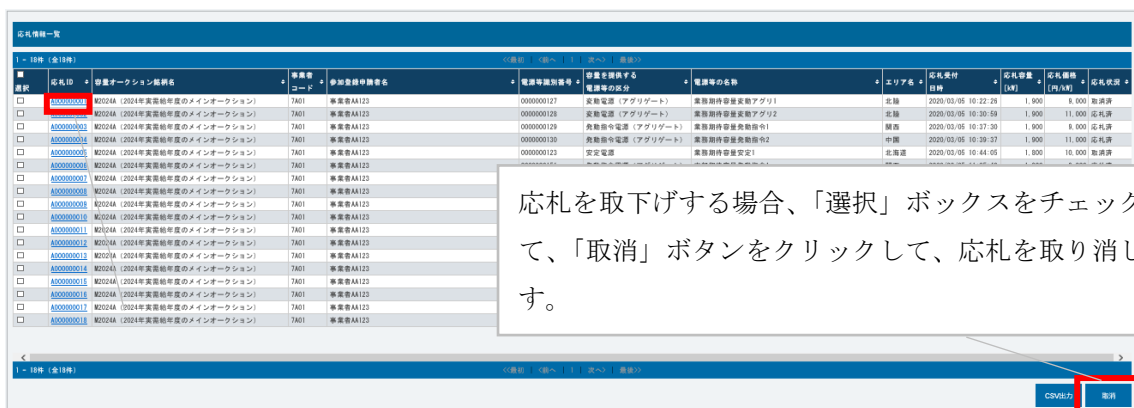 応札情報一覧
1 - 18件 (全18件) <<最初 | <前へ | 1 | 次へ> | 最後>>
選択 応札ID 容量オークション銘柄名 事業者コード 参加登録申請者名 電源等識別番号 容量を提供する電源等の区分 電源等の名称 エリア名 応札受付日時 応札容量[kW] 応札価格[円/kW] 応札状況
A000000001 M2024A (2024年実需給年度のメインオークション) 7A01 事業者AA123 0000000127 変動電源 (アグリゲート) 業務期待容量変動アグリ1 北陸 2020/03/05 10:22:26 1,900 9,000 取消済
M2024A (2024年実需給年度のメインオークション) 7A01 事業者AA123 0000000128 変動電源 (アグリゲート) 業務期待容量変動アグリ2 北陸 2020/03/05 10:30:59 1,900 11,000 応札済
A000000003 M2024A (2024年実需給年度のメインオークション) 7A01 事業者AA123 0000000129 発動指令電源 (アグリゲート) 業務期待容量発動指令1 関西 2020/03/05 10:37:30 1,900 9,000 応札済
A000000004 M2024A (2024年実需給年度のメインオークション) 7A01 事業者AA123 0000000130 発動指令電源 (アグリゲート) 業務期待容量発動指令2 中国 2020/03/05 10:39:37 1,900 11,000 応札済
A000000005 M2024A (2024年実需給年度のメインオークション) 7A01 事業者AA123 0000000123 安定電源 業務期待容量安定1 北海道 2020/03/05 10:44:05 1,800 10,000 取消済
A000000006 M2024A (2024年実需給年度のメインオークション) 7A01 事業者AA123
A000000007 M2024A (2024年実需給年度のメインオークション) 7A01 事業者AA123
A000000008 M2024A (2024年実需給年度のメインオークション) 7A01 事業者AA123
A000000009 M2024A (2024年実需給年度のメインオークション) 7A01 事業者AA123
A000000010 M2024A (2024年実需給年度のメインオークション) 7A01 事業者AA123
A000000011 M2024A (2024年実需給年度のメインオークション) 7A01 事業者AA123
A000000012 M2024A (2024年実需給年度のメインオークション) 7A01 事業者AA123
A000000013 M2024A (2024年実需給年度のメインオークション) 7A01 事業者AA123
A000000014 M2024A (2024年実需給年度のメインオークション) 7A01 事業者AA123
A000000015 M2024A (2024年実需給年度のメインオークション) 7A01 事業者AA123
A000000016 M2024A (2024年実需給年度のメインオークション) 7A01 事業者AA123
A000000017 M2024A (2024年実需給年度のメインオークション) 7A01 事業者AA123
A000000018 M2024A (2024年実需給年度のメインオークション) 7A01 事業者AA123
応札を取下げする場合、「選択」ボックスをチェック
て、「取消」ボタンをクリックして、応札を取り消し
す。
1 - 18件 (全18件) <<最初 | <前へ | 1 | 次へ> | 最後>>
CSV出力 取消